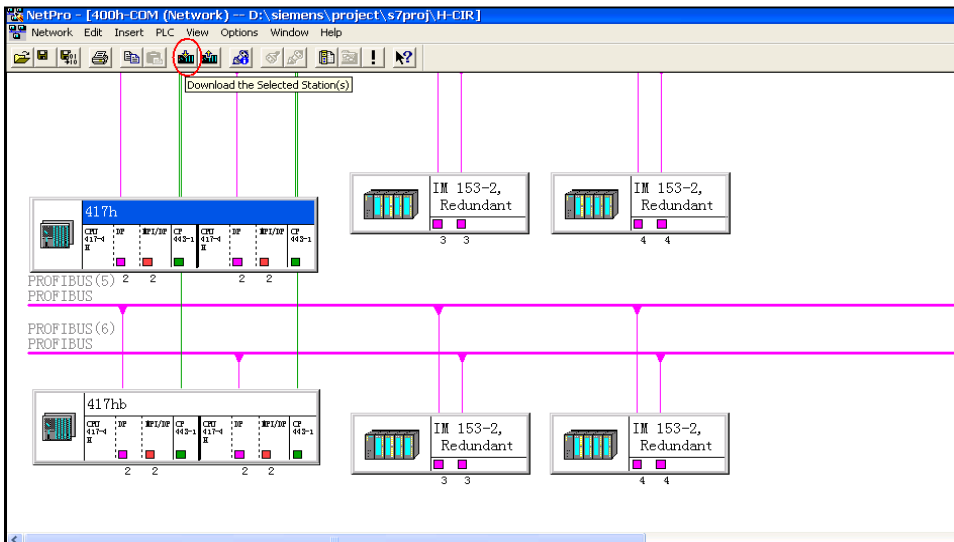 NetPro - [400h-COM (Network) -- D:\siemens\project\s7proj\H-CIR]
Network Edit Insert PLC View Options Window Help
Download the Selected Station(s)
IM 153-2,
Redundant
3 3
IM 153-2,
Redundant
4 4
417h
CPU 417-4 H DP MPI/DP CP 443-1 CPU 417-4 H DP MPI/DP CP 443-1
2 2 2 2
PROFIBUS(5)
PROFIBUS
PROFIBUS(6)
PROFIBUS
417hb
CPU 417-4 H DP MPI/DP CP 443-1 CPU 417-4 H DP MPI/DP CP 443-1
2 2 2 2
IM 153-2,
Redundant
3 3
IM 153-2,
Redundant
4 4